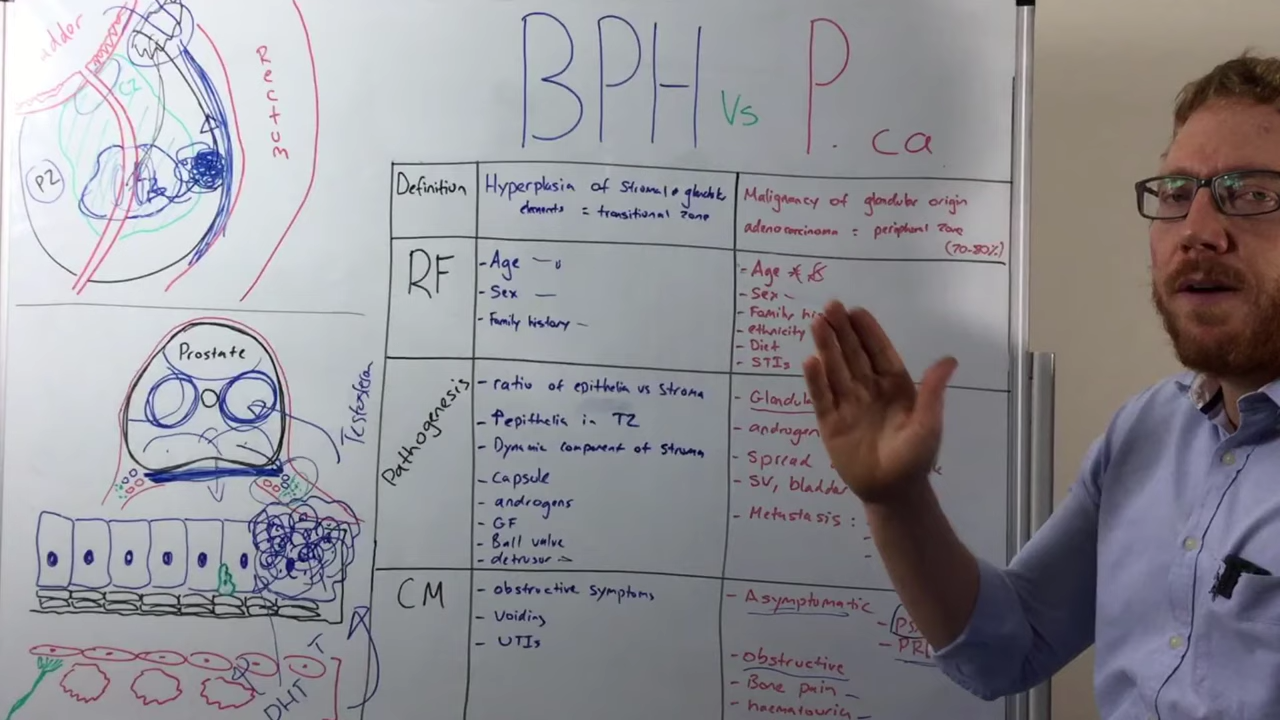 BPH vs P. ca
Rectum
CZ
PZ
Prostate
T
DHT
Definition
Hyperplasia of Stromal
elements = transitional zone
Malignancy of glandular origin
adenocarcinoma = peripheral zone
(70-80%)
RF
- Age
- Sex
- Family history
- Age
- Sex
- Family
- ethnicity
- Diet
- STIs
Pathogenesis
- ratio of epithelia vs Stroma
- ↑epithelia in TZ
- Dynamic component of stroma
- capsule
- androgens
- GF
- Ball valve
- detrusor
- androgen
- Spread
- SV, bladder
- Metastasis :
CM
- obstructive symptoms
- Voiding
- UTIs
- Asymptomatic
- obstructive
- Bone pain
- haematouria